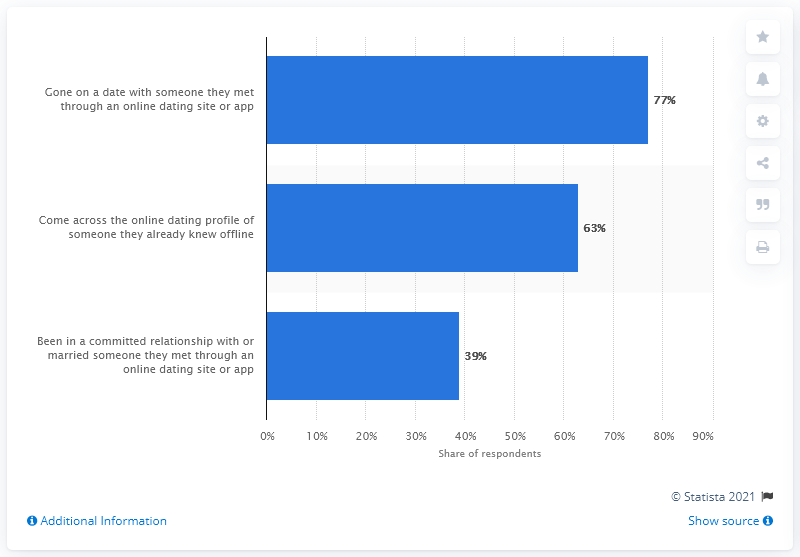 Gone on a date with someone they met
through an online dating site or app
77%
Come across the online dating profile of
someone they already knew offline
63%
Been in a committed relationship with or
married someone they met through an
online dating site or app
39%
0% 10% 20% 30% 40% 50% 60% 70% 80% 90%
Share of respondents
© Statista 2021
Additional Information
Show source